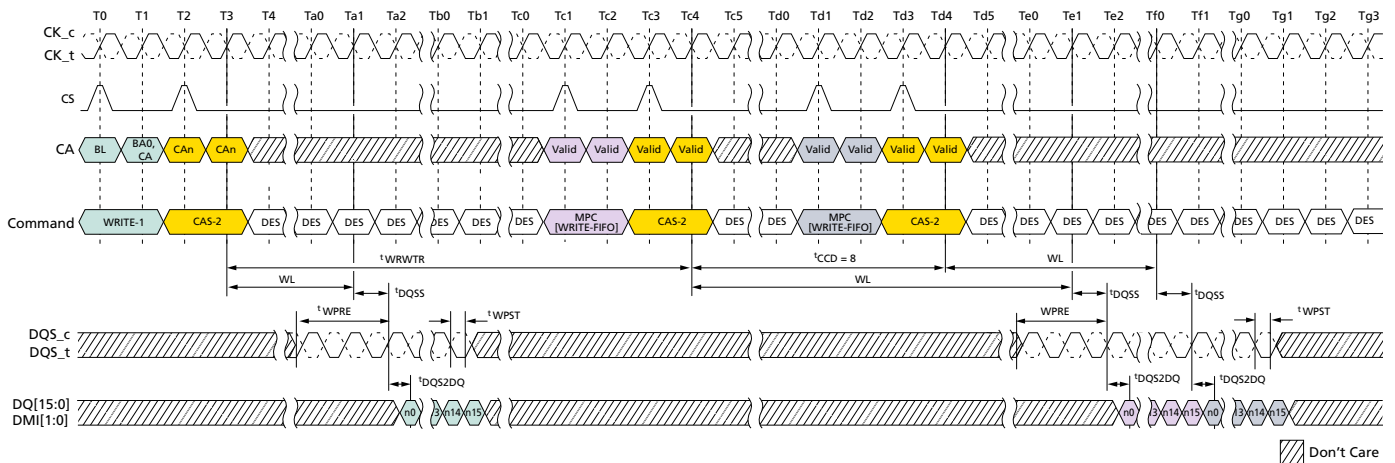 T0 T1 T2 T3 T4 Ta0 Ta1 Ta2 Tb0 Tb1 Tc0 Tc1 Tc2 Tc3 Tc4 Tc5 Td0 Td1 Td2 Td3 Td4 Td5 Te0 Te1 Te2 Tf0 Tf1 Tg0 Tg1 Tg2 Tg3
CK_c
CK_t
CS
CA BL BA0, CA CAn CAn Valid Valid Valid Valid Valid Valid Valid Valid
Command WRITE-1 CAS-2 DES DES DES DES DES DES DES MPC [WRITE-FIFO] CAS-2 DES DES MPC [WRITE-FIFO] CAS-2 DES DES DES DES DES DES DES DES DES DES
tWRWTR tCCD = 8 WL
WL WL
tDQSS tDQSS tDQSS
tWPRE tWPST WPRE tWPST
DQS_c
DQS_t
tDQS2DQ tDQS2DQ tDQS2DQ
DQ[15:0]
DMI[1:0] n0 13 n14 n15 n0 13 n14 n15 n0 13 n14 n15
Don't Care